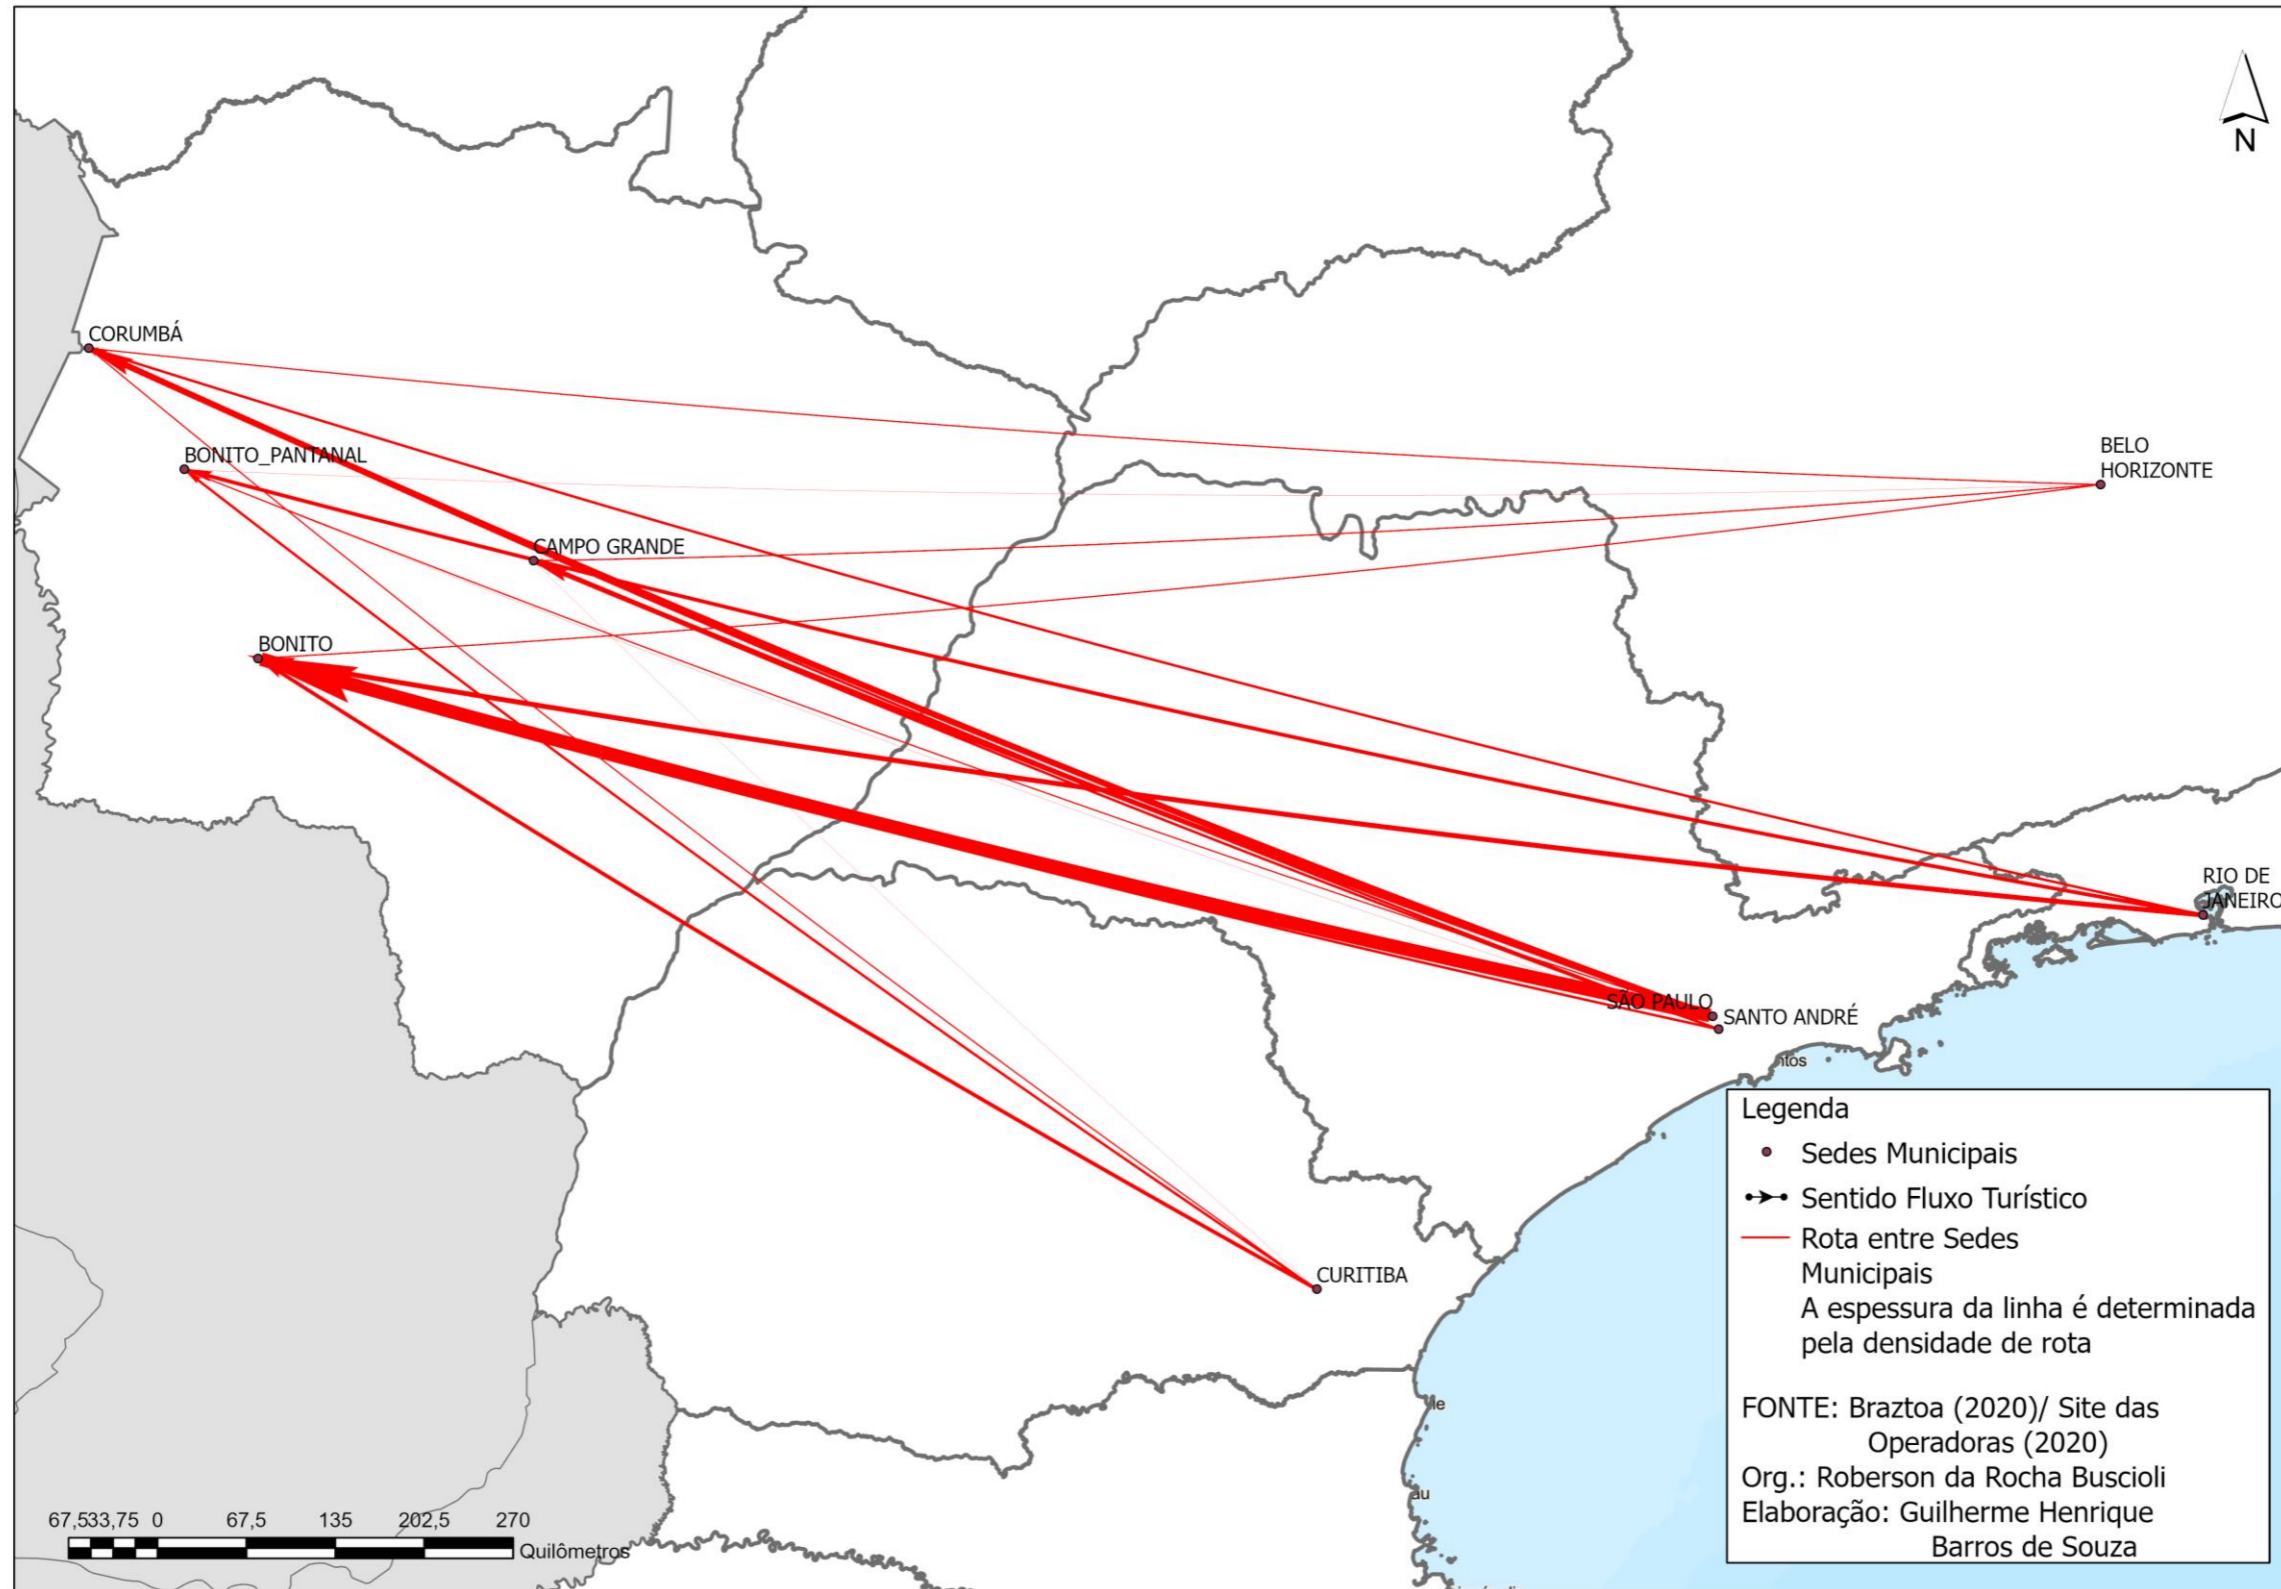 N
CORUMBÁ
BONITO_PANTANAL
BELO
HORIZONTE
CAMPO GRANDE
BONITO
RIO DE
JANEIRO
SÃO PAULO
SANTO ANDRÉ
ntos
CURITIBA
lle
au
Legenda
Sedes Municipais
Sentido Fluxo Turístico
Rota entre Sedes
Municipais
A espessura da linha é determinada
pela densidade de rota
FONTE: Braztoa (2020)/ Site das
Operadoras (2020)
Org.: Roberson da Rocha Buscioli
Elaboração: Guilherme Henrique
Barros de Souza
67,533,75 0 67,5 135 202,5 270
Quilômetros